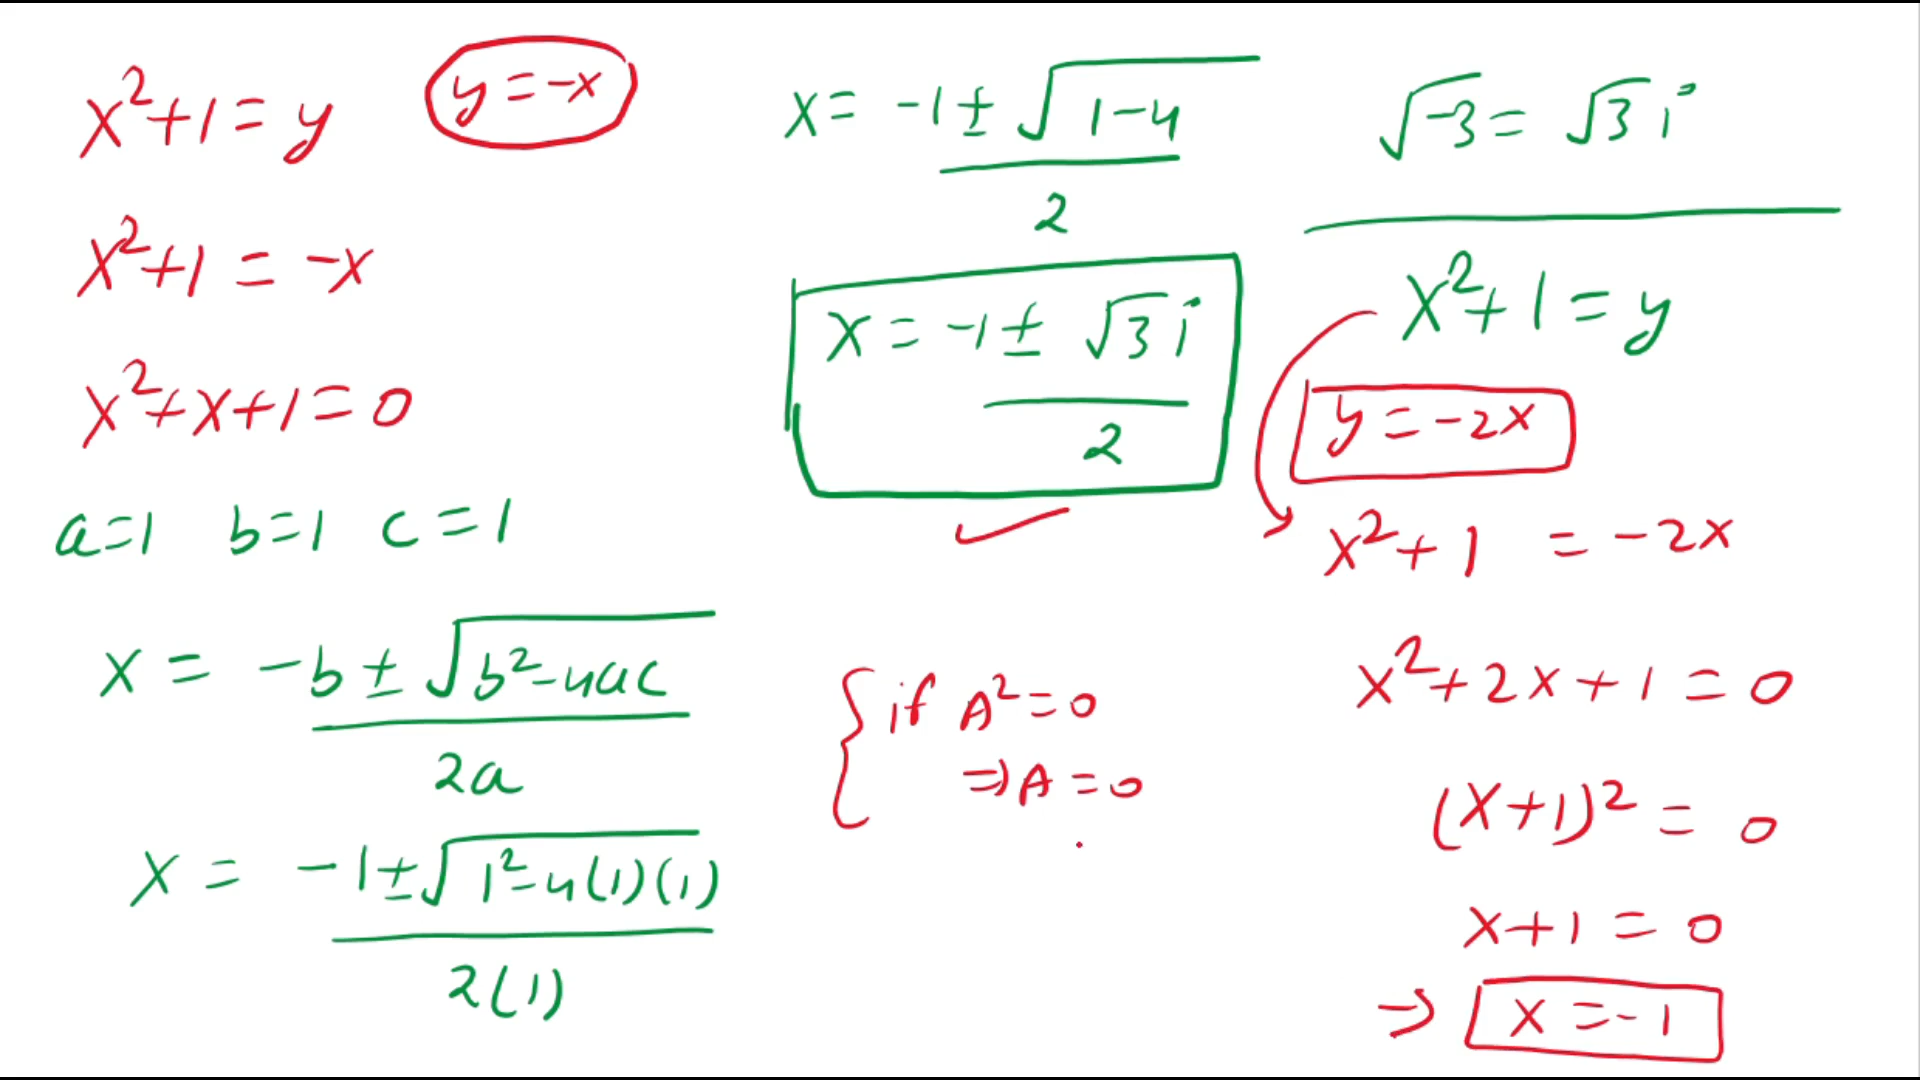 x²+1=y
y=-x
x²+1=-x
x²+x+1=0
a=1 b=1 c=1
x = -b±√b²-4ac
2a
x = -1±√1²-4(1)(1)
2(1)
x= -1±√1-4
2
x = -1± √3 i
2
if A²=0
⇒A=0
√-3 = √3 i
x²+1=y
y=-2x
x²+1 = -2x
x²+2x+1=0
(x+1)² = 0
x+1=0
⇒ x=-1